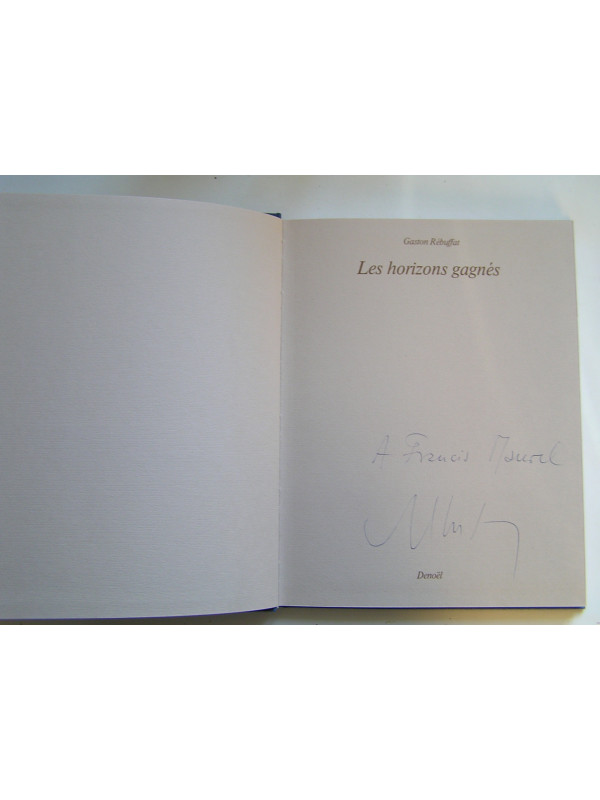 Gaston Rébuffat
Les horizons gagnés
A Francis Maurel
Denoël